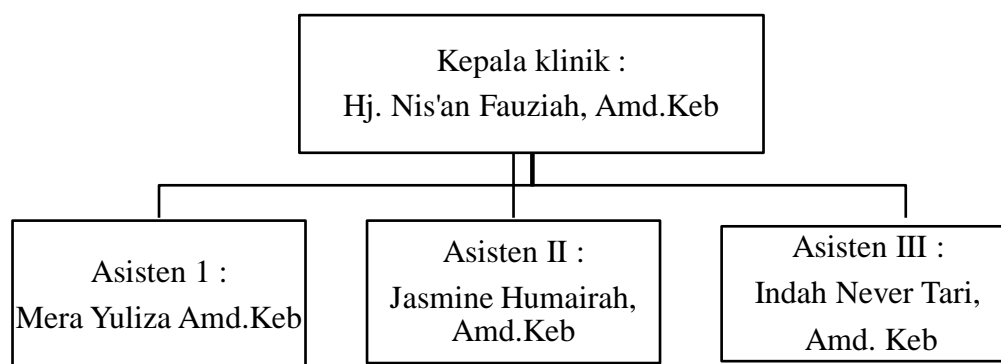 Kepala klinik :
Hj. Nis'an Fauziah, Amd.Keb
Asisten 1 :
Mera Yuliza Amd.Keb
Asisten II :
Jasmine Humairah,
Amd.Keb
Asisten III :
Indah Never Tari,
Amd. Keb